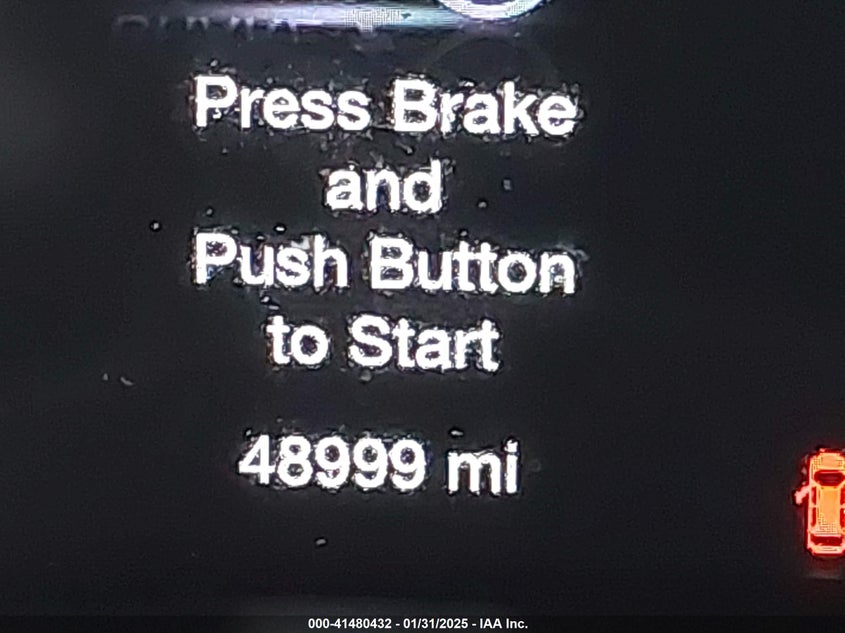 Press Brake
and
Push Button
to Start
48999 mi
000-41480432 - 01/31/2025 - IAA Inc.